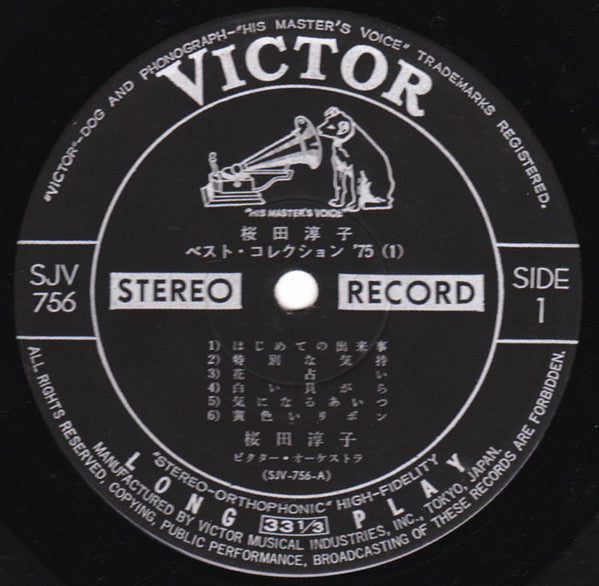 "VICTOR"–DOG AND PHONOGRAPH–"HIS MASTER'S VOICE" TRADEMARKS REGISTERED.
VICTOR
"HIS MASTER'S VOICE"
桜田淳子
ベスト・コレクション '75 (1)
SJV
756
STEREO
RECORD
SIDE
1
1) はじめての出来事
2) 特別な気持
3) 花占い
4) 白い貝がら
5) 気になるあいつ
6) 黄色いリボン
桜田淳子
ビクター・オーケストラ
(SJV-756-A)
"STEREO-ORTHOPHONIC" HIGH-FIDELITY
LONG 33 1/3 PLAY
MANUFACTURED BY VICTOR MUSICAL INDUSTRIES, INC., TOKYO, JAPAN.
ALL RIGHTS RESERVED. COPYING, PUBLIC PERFORMANCE, BROADCASTING OF THESE RECORDS ARE FORBIDDEN.